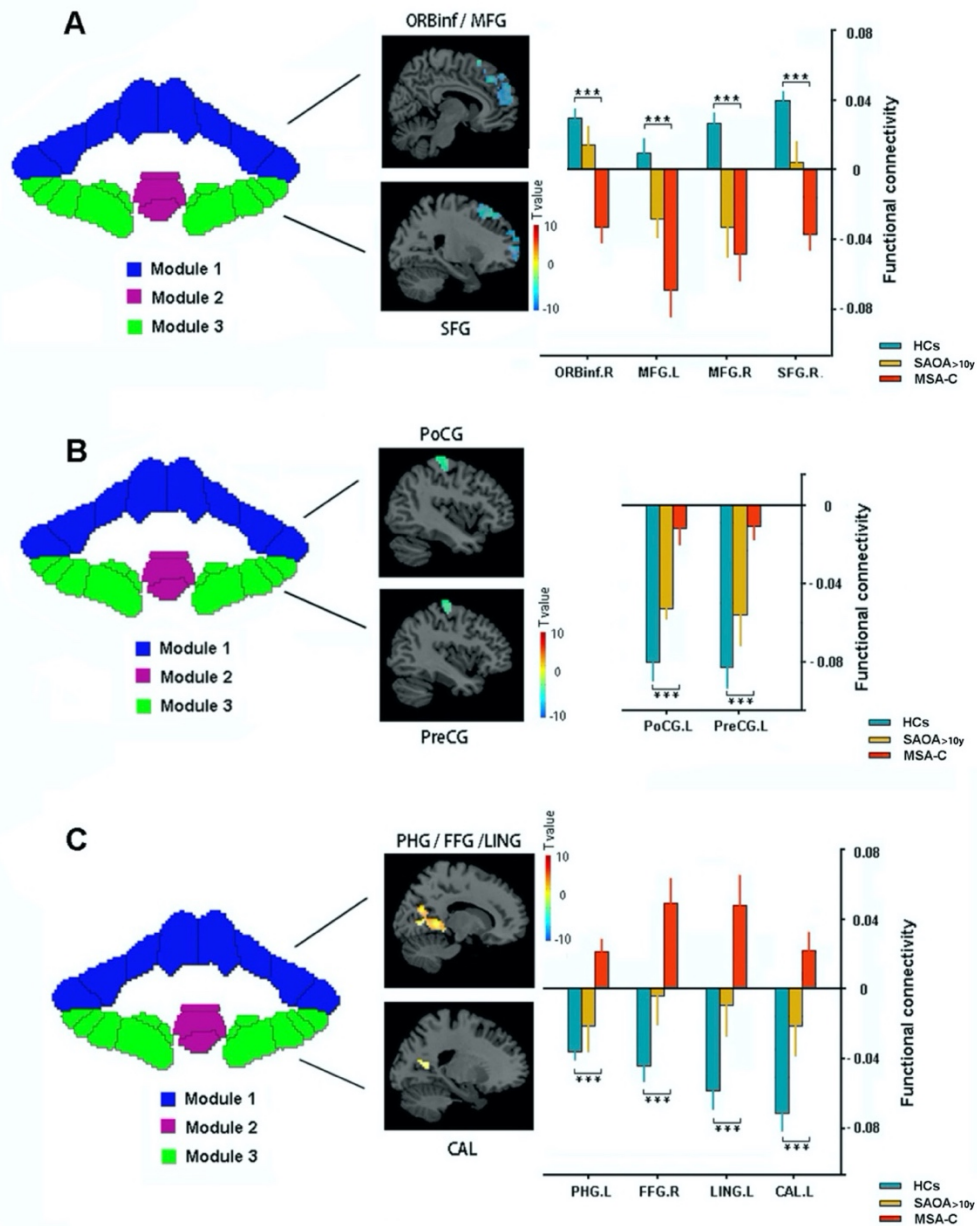 A
ORBinf / MFG
SFG
Module 1
Module 2
Module 3
T value
10
0
-10
0.08
0.04
0
-0.04
-0.08
Functional connectivity
*** *** *** ***
ORBinf.R MFG.L MFG.R SFG.R.
HCs
SAOA>10y
MSA-C
B
PoCG
PreCG
Module 1
Module 2
Module 3
T value
10
0
-10
0
-0.04
-0.08
Functional connectivity
*** ***
PoCG.L PreCG.L
HCs
SAOA>10y
MSA-C
C
PHG / FFG /LING
CAL
Module 1
Module 2
Module 3
T value
10
0
-10
0.08
0.04
0
-0.04
-0.08
Functional connectivity
*** *** *** ***
PHG.L FFG.R LING.L CAL.L
HCs
SAOA>10y
MSA-C